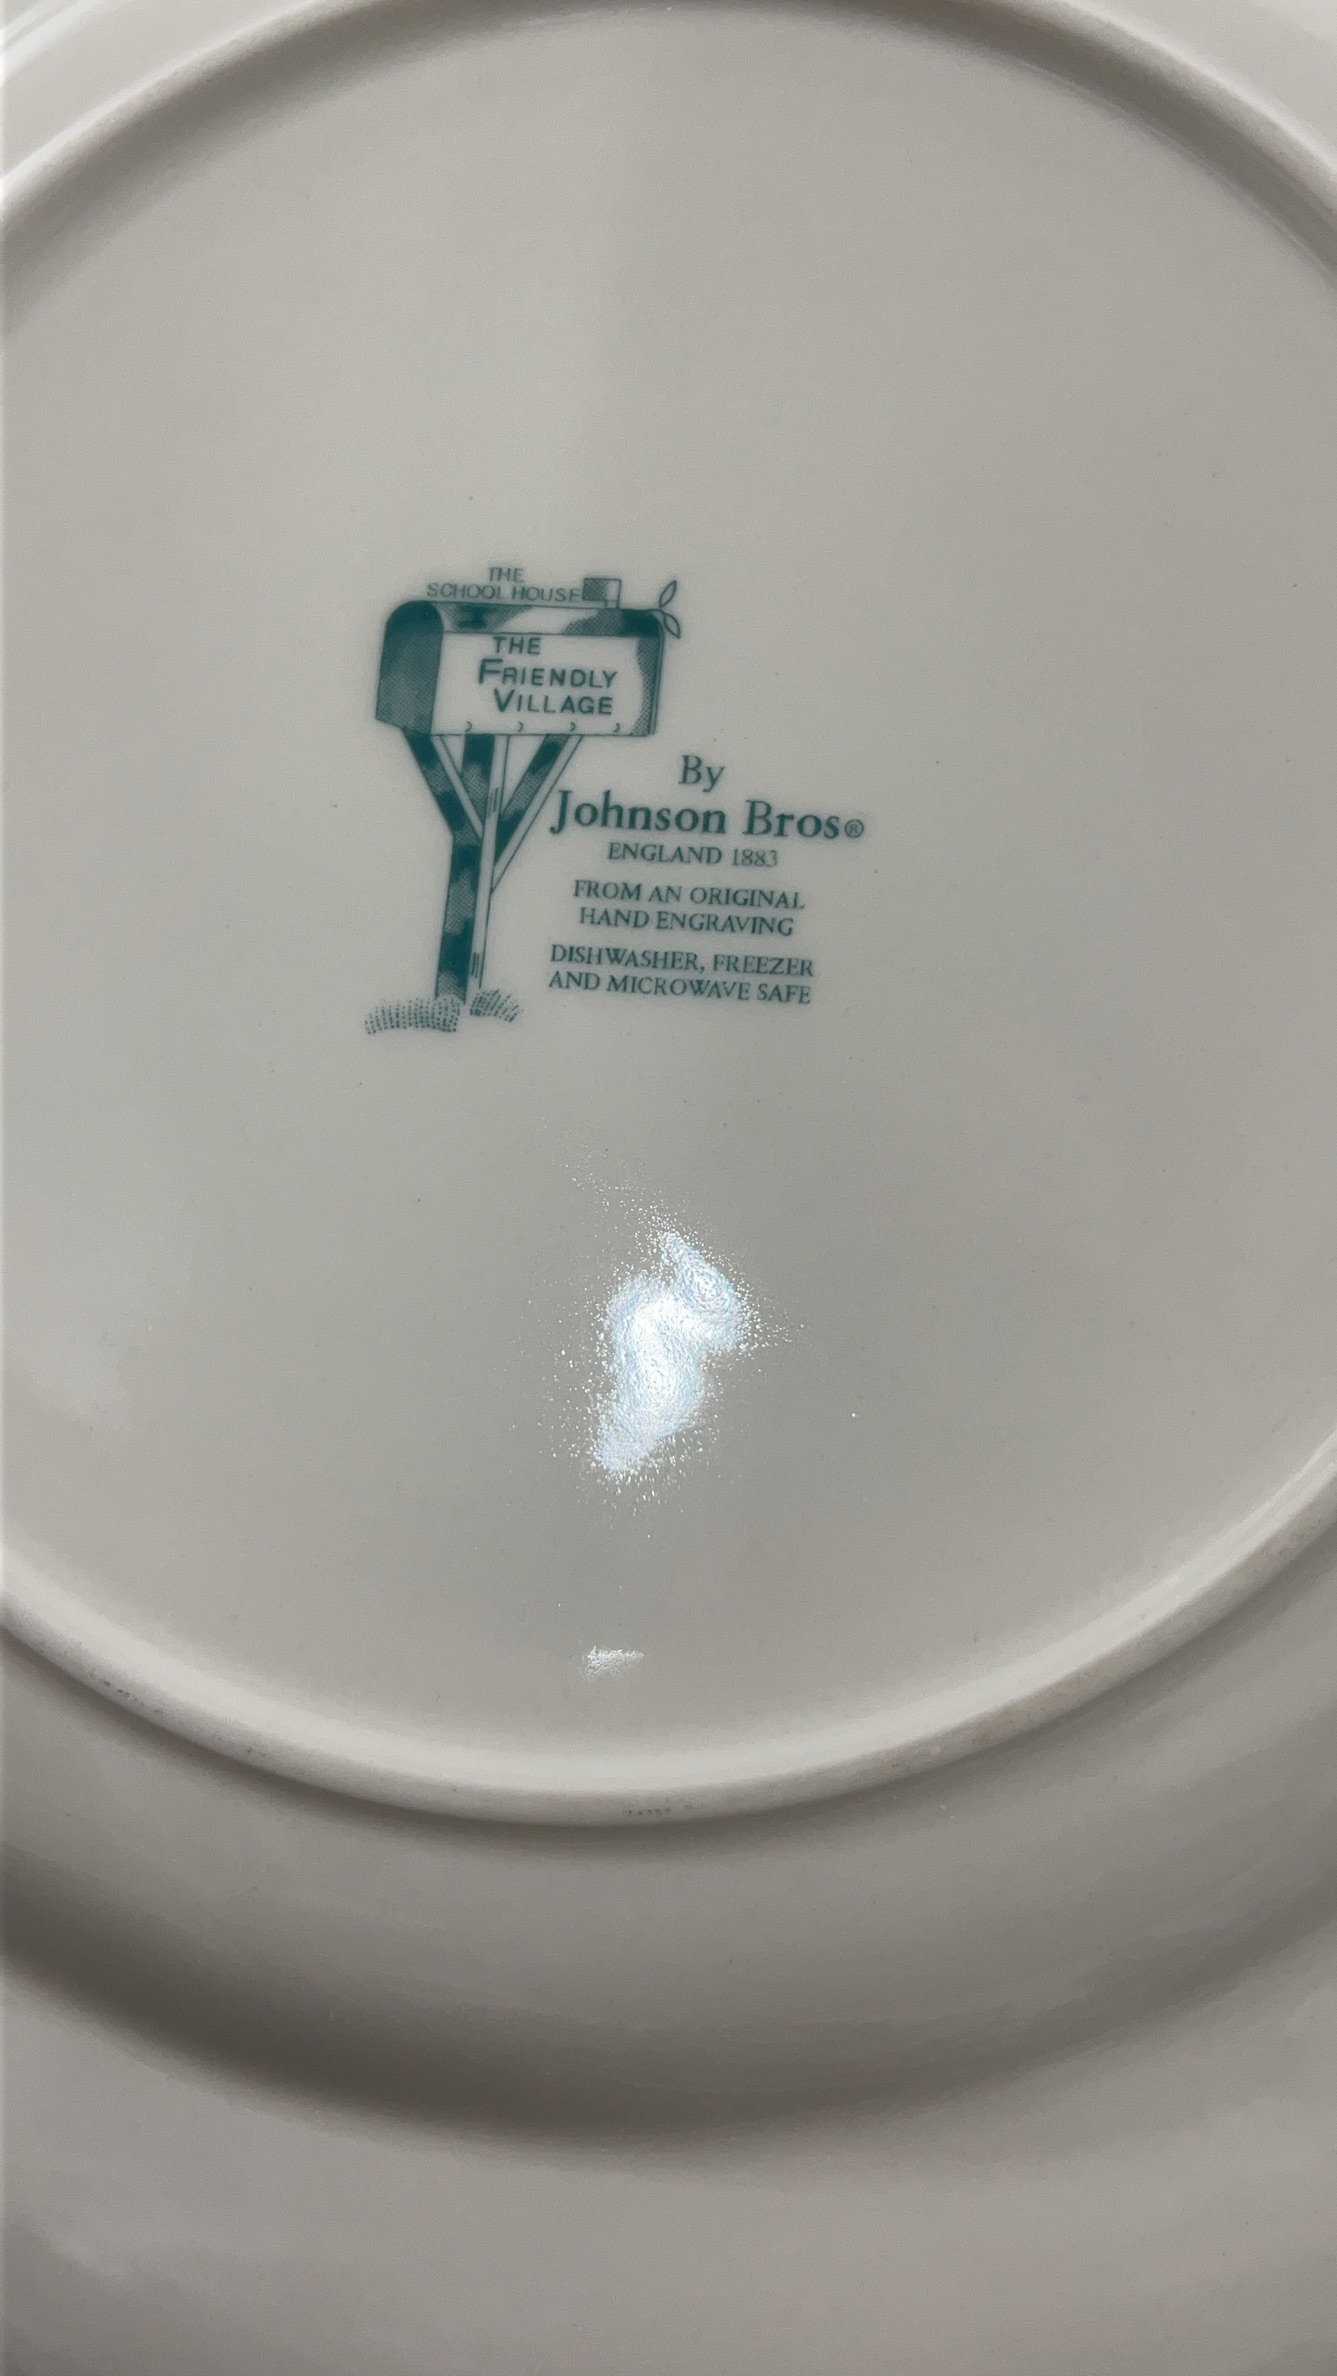 THE
SCHOOL HOUSE
THE
FRIENDLY
VILLAGE
By
Johnson Bros®
ENGLAND 1883
FROM AN ORIGINAL
HAND ENGRAVING
DISHWASHER, FREEZER
AND MICROWAVE SAFE